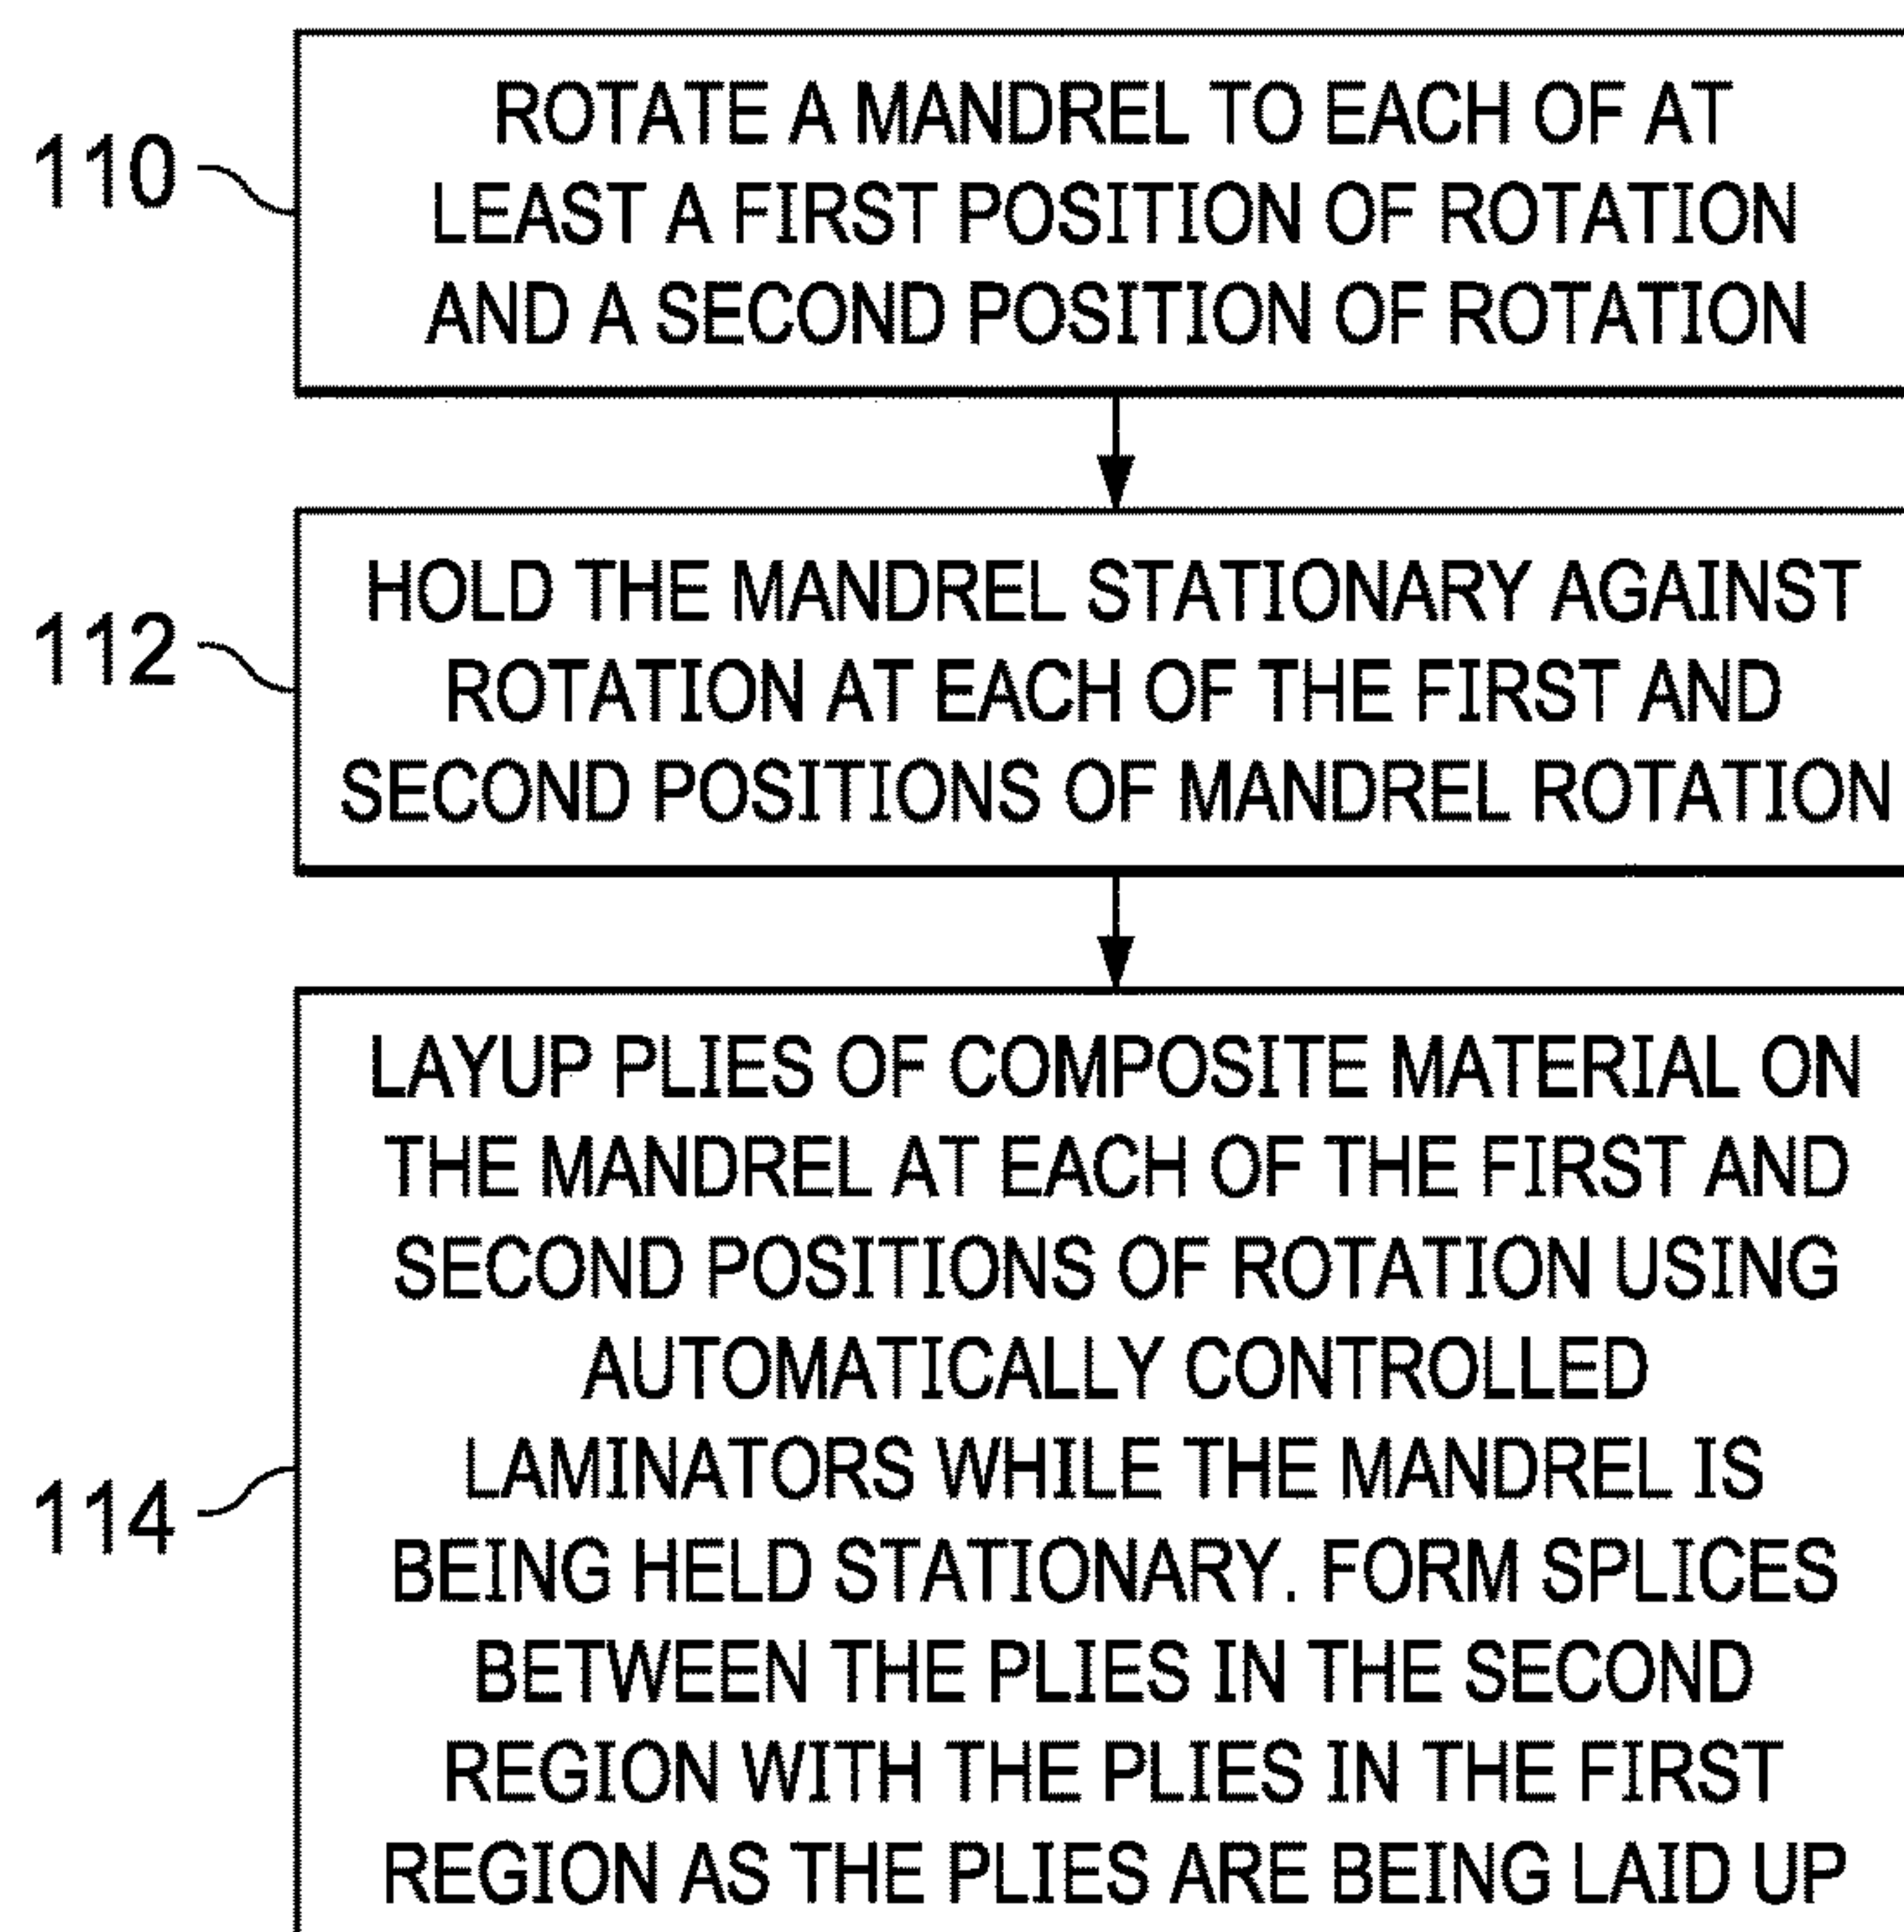 110
ROTATE A MANDREL TO EACH OF AT
LEAST A FIRST POSITION OF ROTATION
AND A SECOND POSITION OF ROTATION
112
HOLD THE MANDREL STATIONARY AGAINST
ROTATION AT EACH OF THE FIRST AND
SECOND POSITIONS OF MANDREL ROTATION
114
LAYUP PLIES OF COMPOSITE MATERIAL ON
THE MANDREL AT EACH OF THE FIRST AND
SECOND POSITIONS OF ROTATION USING
AUTOMATICALLY CONTROLLED
LAMINATORS WHILE THE MANDREL IS
BEING HELD STATIONARY. FORM SPLICES
BETWEEN THE PLIES IN THE SECOND
REGION WITH THE PLIES IN THE FIRST
REGION AS THE PLIES ARE BEING LAID UP